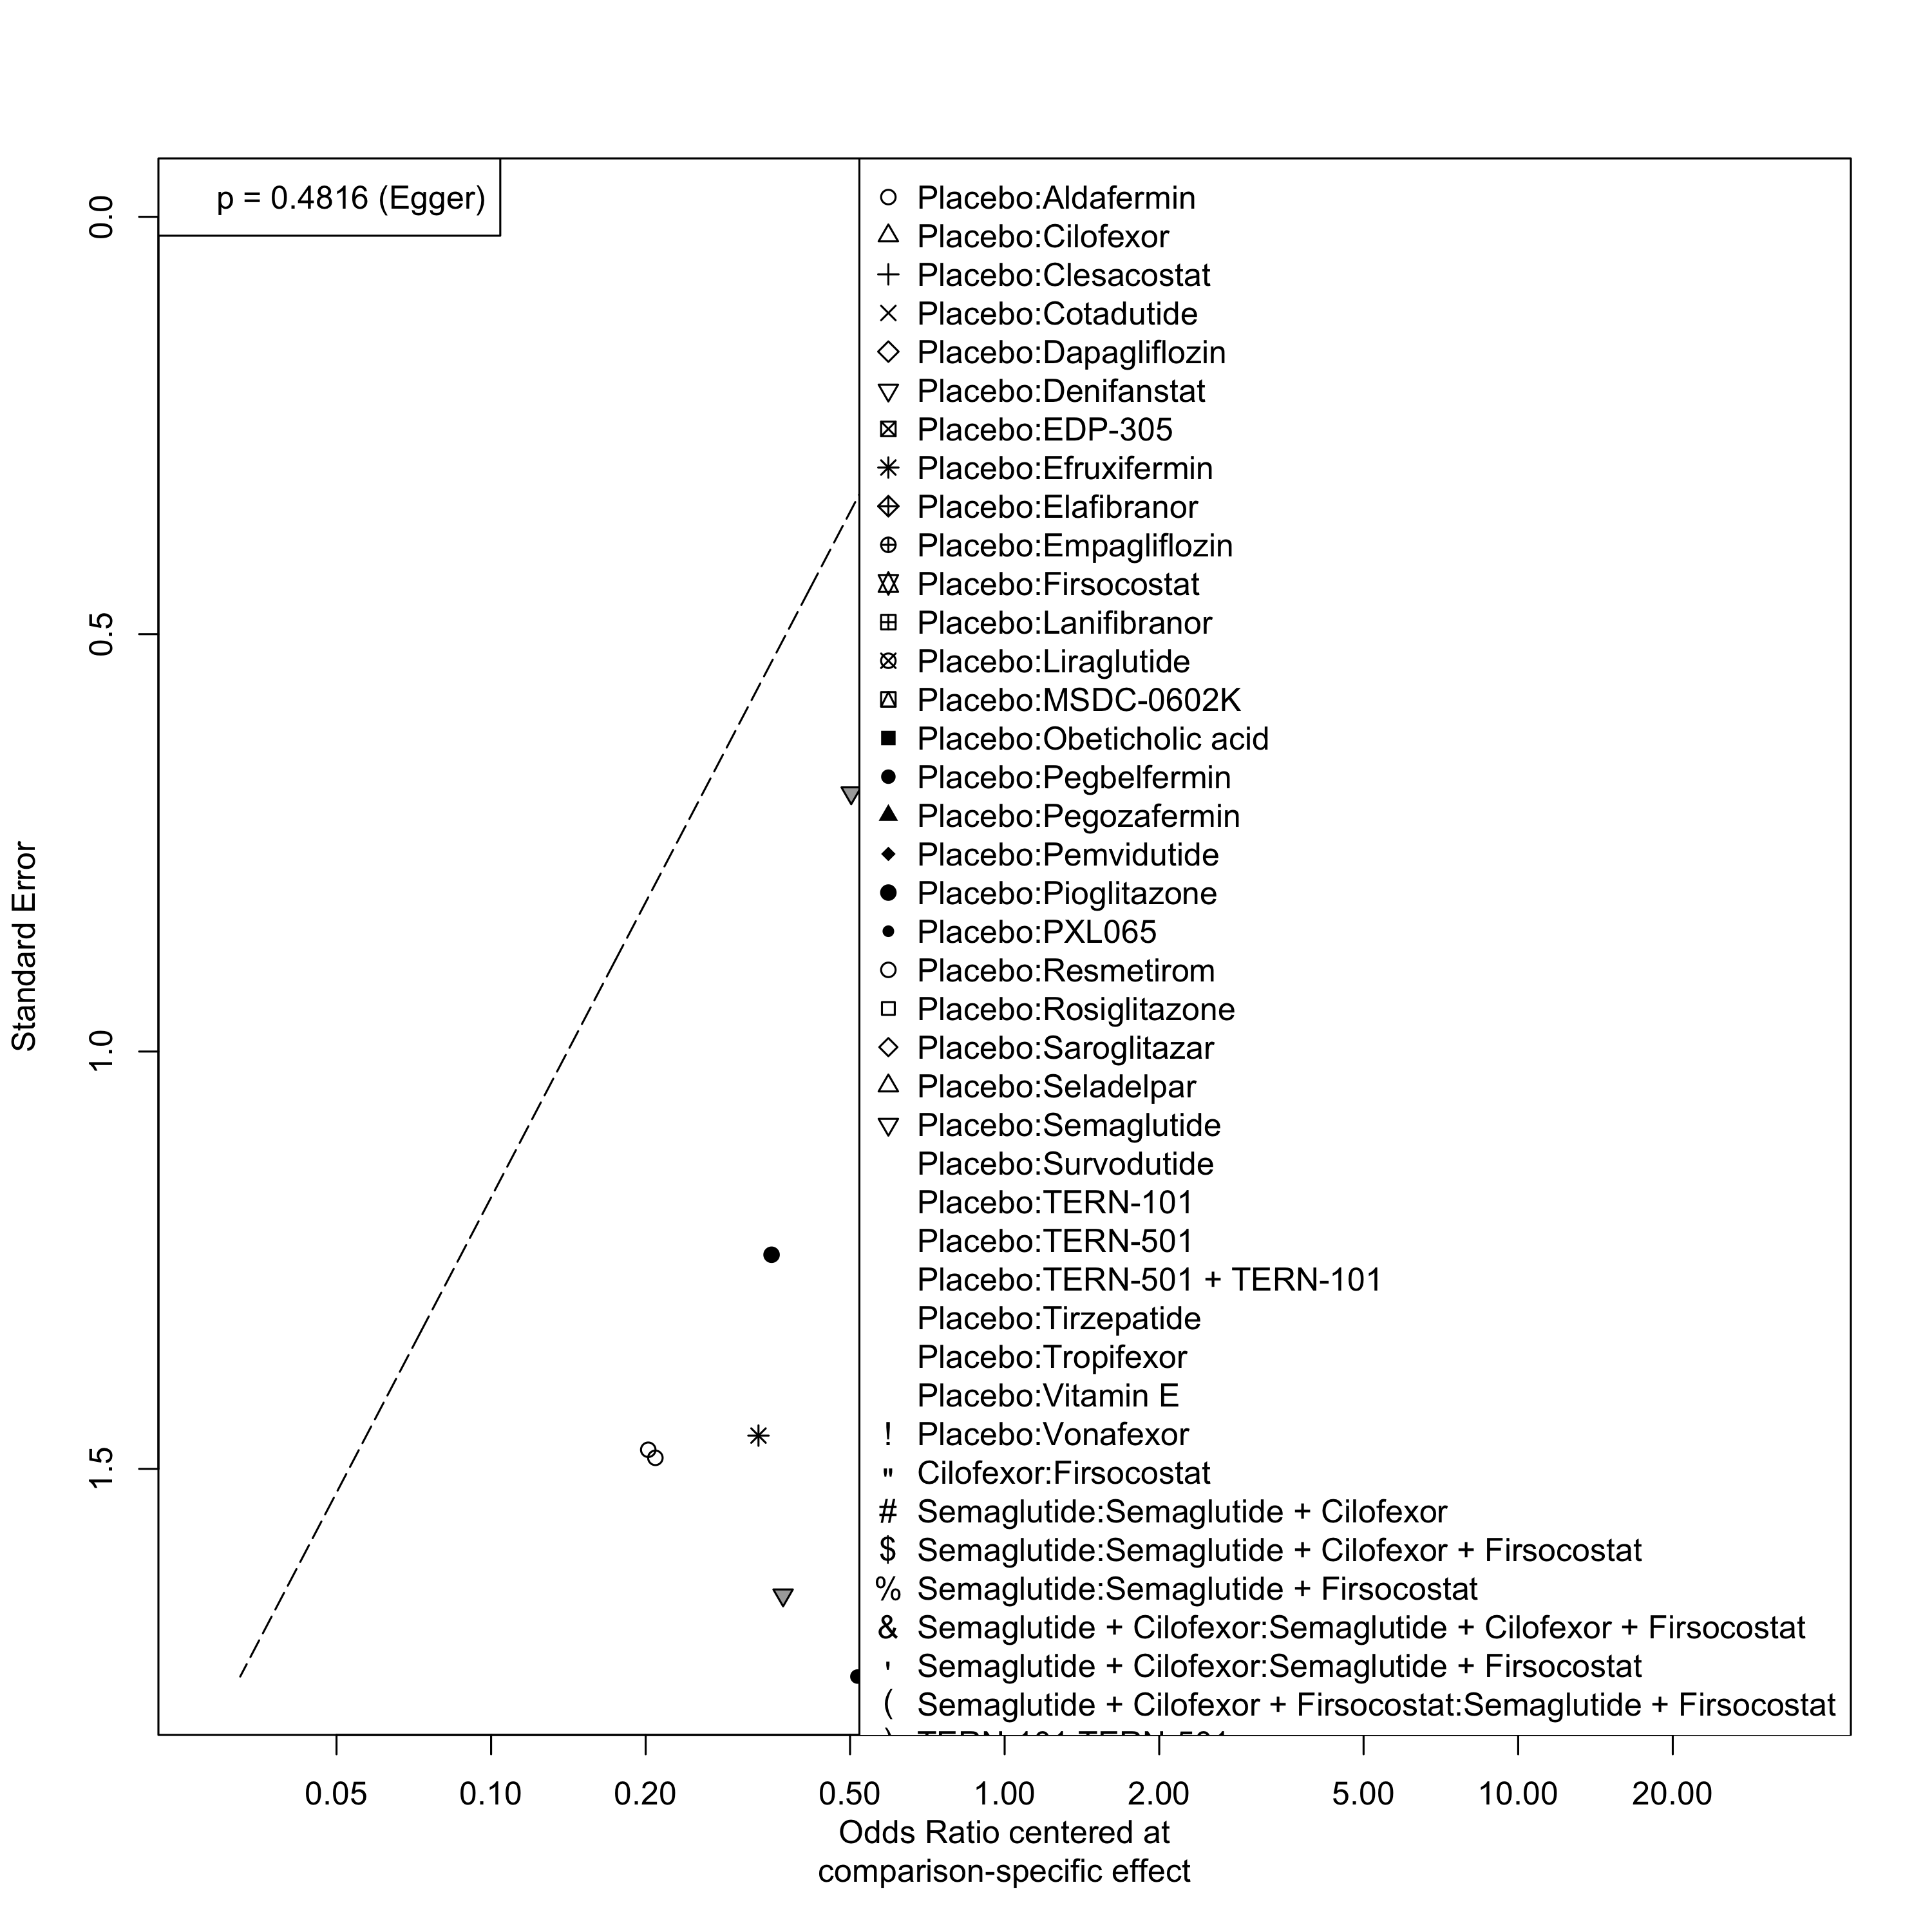 p = 0.4816 (Egger)
Placebo:Aldafermin
Placebo:Cilofexor
Placebo:Clesacostat
Placebo:Cotadutide
Placebo:Dapagliflozin
Placebo:Denifanstat
Placebo:EDP-305
Placebo:Efruxifermin
Placebo:Elafibranor
Placebo:Empagliflozin
Placebo:Firsocostat
Placebo:Lanifibranor
Placebo:Liraglutide
Placebo:MSDC-0602K
Placebo:Obeticholic acid
Placebo:Pegbelfermin
Placebo:Pegozafermin
Placebo:Pemvidutide
Placebo:Pioglitazone
Placebo:PXL065
Placebo:Resmetirom
Placebo:Rosiglitazone
Placebo:Saroglitazar
Placebo:Seladelpar
Placebo:Semaglutide
Placebo:Survodutide
Placebo:TERN-101
Placebo:TERN-501
Placebo:TERN-501 + TERN-101
Placebo:Tirzepatide
Placebo:Tropifexor
Placebo:Vitamin E
! Placebo:Vonafexor
" Cilofexor:Firsocostat
# Semaglutide:Semaglutide + Cilofexor
$ Semaglutide:Semaglutide + Cilofexor + Firsocostat
% Semaglutide:Semaglutide + Firsocostat
& Semaglutide + Cilofexor:Semaglutide + Cilofexor + Firsocostat
' Semaglutide + Cilofexor:Semaglutide + Firsocostat
( Semaglutide + Cilofexor + Firsocostat:Semaglutide + Firsocostat
0.0
0.5
1.0
1.5
Standard Error
0.05 0.10 0.20 0.50 1.00 2.00 5.00 10.00 20.00
Odds Ratio centered at
comparison-specific effect